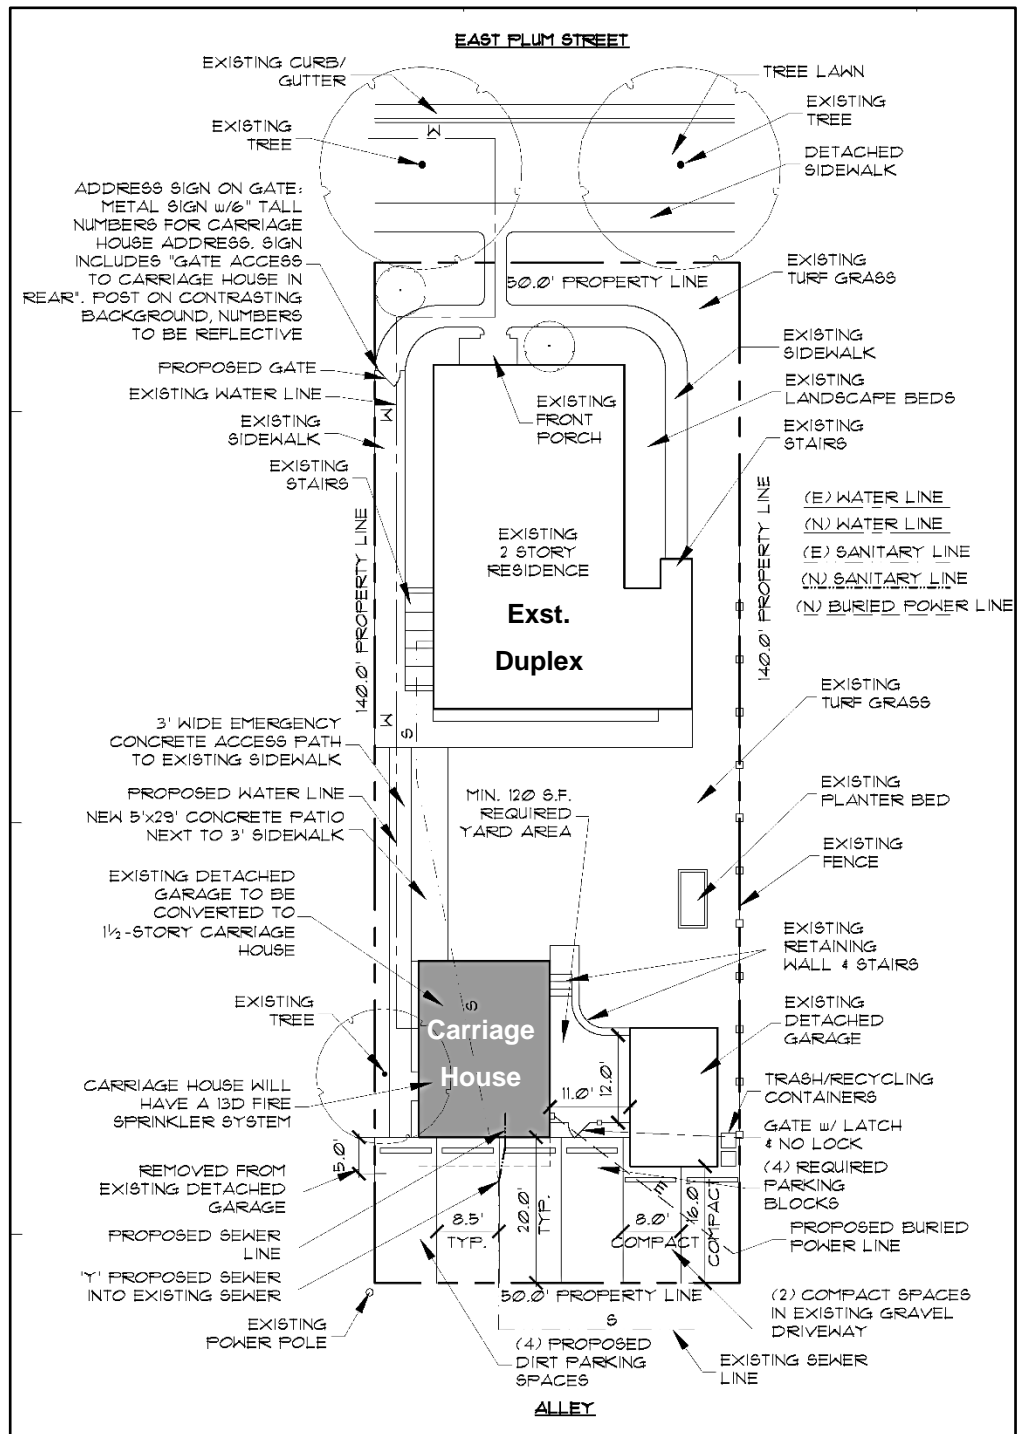 EAST PLUM STREET
EXISTING CURB/
GUTTER
TREE LAWN
EXISTING
TREE
EXISTING
TREE
DETACHED
SIDEWALK
W
ADDRESS SIGN ON GATE:
METAL SIGN W/6" TALL
NUMBERS FOR CARRIAGE
HOUSE ADDRESS. SIGN
INCLUDES "GATE ACCESS
TO CARRIAGE HOUSE IN
REAR". POST ON CONTRASTING
BACKGROUND, NUMBERS
TO BE REFLECTIVE
50.0' PROPERTY LINE
EXISTING
TURF GRASS
EXISTING
SIDEWALK
PROPOSED GATE
EXISTING WATER LINE
EXISTING
LANDSCAPE BEDS
EXISTING
FRONT
PORCH
W
EXISTING
SIDEWALK
EXISTING
STAIRS
EXISTING
STAIRS
140.0' PROPERTY LINE
140.0' PROPERTY LINE
(E) WATER LINE
(N) WATER LINE
(E) SANITARY LINE
(N) SANITARY LINE
(N) BURIED POWER LINE
EXISTING
2 STORY
RESIDENCE
Exst.
Duplex
EXISTING
TURF GRASS
W
S
3' WIDE EMERGENCY
CONCRETE ACCESS PATH
TO EXISTING SIDEWALK
PROPOSED WATER LINE
NEW 5'x29' CONCRETE PATIO
NEXT TO 3' SIDEWALK
MIN. 120 S.F.
REQUIRED
YARD AREA
EXISTING
PLANTER BED
EXISTING
FENCE
EXISTING DETACHED
GARAGE TO BE
CONVERTED TO
1½-STORY CARRIAGE
HOUSE
EXISTING
RETAINING
WALL & STAIRS
EXISTING
TREE
S
Carriage
House
EXISTING
DETACHED
GARAGE
11.0'
12.0'
CARRIAGE HOUSE WILL
HAVE A 13D FIRE
SPRINKLER SYSTEM
TRASH/RECYCLING
CONTAINERS
GATE W/ LATCH
& NO LOCK
5.0'
REMOVED FROM
EXISTING DETACHED
GARAGE
(4) REQUIRED
PARKING
BLOCKS
E
8.5'
TYP.
20.0'
TYP.
8.0'
COMPACT
16.0'
COMPACT
PROPOSED SEWER
LINE
PROPOSED BURIED
POWER LINE
'Y' PROPOSED SEWER
INTO EXISTING SEWER
50.0' PROPERTY LINE
(2) COMPACT SPACES
IN EXISTING GRAVEL
DRIVEWAY
EXISTING
POWER POLE
S
(4) PROPOSED
DIRT PARKING
SPACES
EXISTING SEWER
LINE
ALLEY